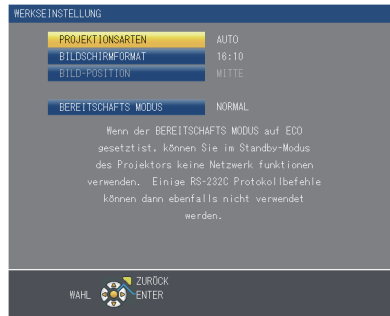 WERKSEINSTELLUNG
PROJEKTIONSARTEN AUTO
BILDSCHIRMFORMAT 16:10
BILD-POSITION MITTE
BEREITSCHAFTS MODUS NORMAL
Wenn der BEREITSCHAFTS MODUS auf ECO
gesetztist, können Sie im Standby-Modus
des Projektors keine Netzwerk funktionen
verwenden. Einige RS-232C Protokollbefehle
können dann ebenfalls nicht verwendet
werden.
ZURÜCK
WAHL ENTER